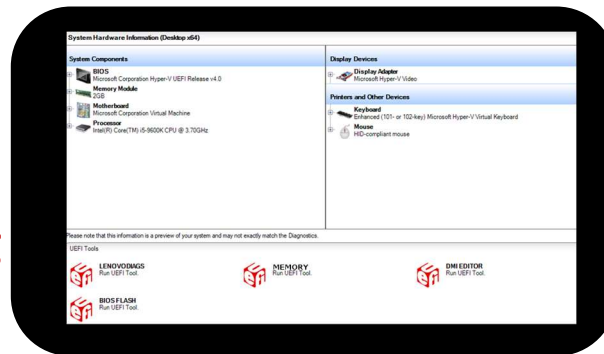 System Hardware Information (Desktop x64)
System Components
BIOS
Microsoft Corporation Hyper-V UEFI Release v4.0
Memory Module
2GB
Motherboard
Microsoft Corporation Virtual Machine
Processor
Intel(R) Core(TM) i5-9600K CPU @ 3.70GHz
Display Devices
Display Adapter
Microsoft Hyper-V Video
Printers and Other Devices
Keyboard
Enhanced (101- or 102-key) Microsoft Hyper-V Virtual Keyboard
Mouse
HID-compliant mouse
Please note that this information is a preview of your system and may not exactly match the Diagnostics.
UEFI Tools
LENOVODIAGS
Run UEFI Tool.
MEMORY
Run UEFI Tool.
DMI EDITOR
Run UEFI Tool.
BIOS FLASH
Run UEFI Tool.